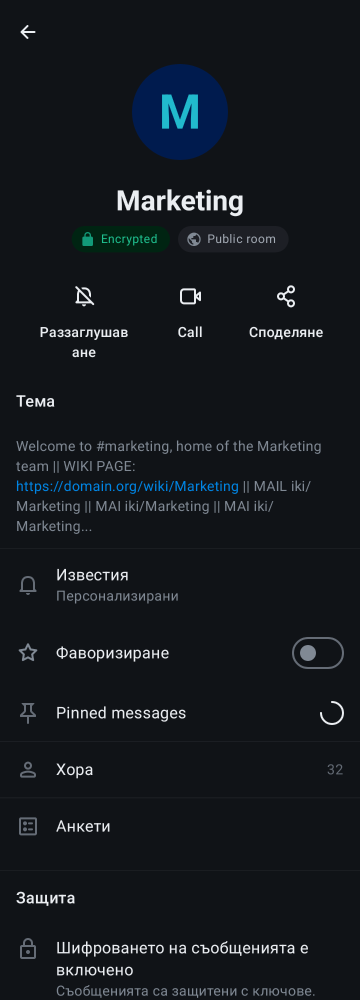 M
Marketing
Encrypted
Public room
Раззаглушав
ане
Call
Споделяне
Тема
Welcome to #marketing, home of the Marketing
team || WIKI PAGE:
https://domain.org/wiki/Marketing || MAIL iki/
Marketing || MAI iki/Marketing || MAI iki/
Marketing...
Известия
Персонализирани
Фаворизиране
Pinned messages
Хора 32
Анкети
Защита
Шифроването на съобщенията е
включено
Съобщенията са защитени с ключове.